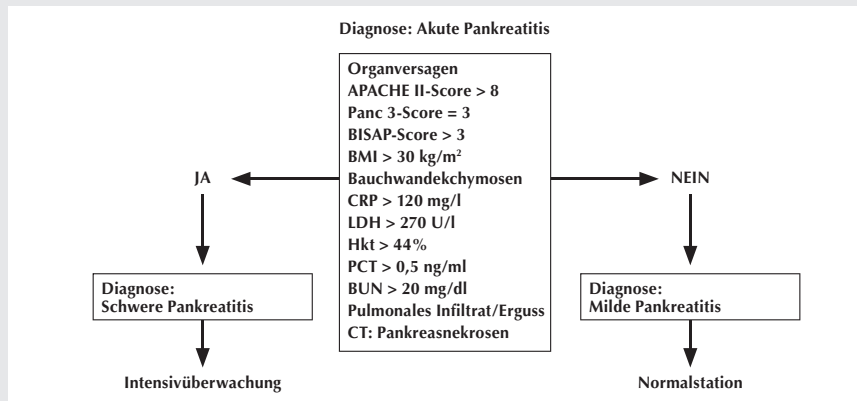 Diagnose: Akute Pankreatitis
Organversagen
APACHE II-Score > 8
Panc 3-Score = 3
BISAP-Score > 3
BMI > 30 kg/m²
Bauchwandekchymosen
CRP > 120 mg/l
LDH > 270 U/l
Hkt > 44%
PCT > 0,5 ng/ml
BUN > 20 mg/dl
Pulmonales Infiltrat/Erguss
CT: Pankreasnekrosen
JA
Diagnose:
Schwere Pankreatitis
Intensivüberwachung
NEIN
Diagnose:
Milde Pankreatitis
Normalstation